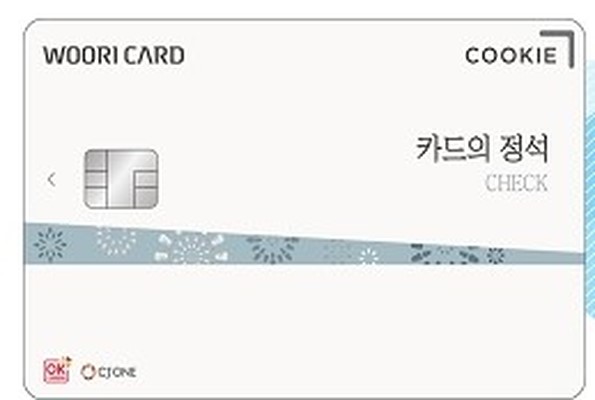 WOORI CARD
COOKIE
카드의 정석
CHECK
OK
CJ ONE